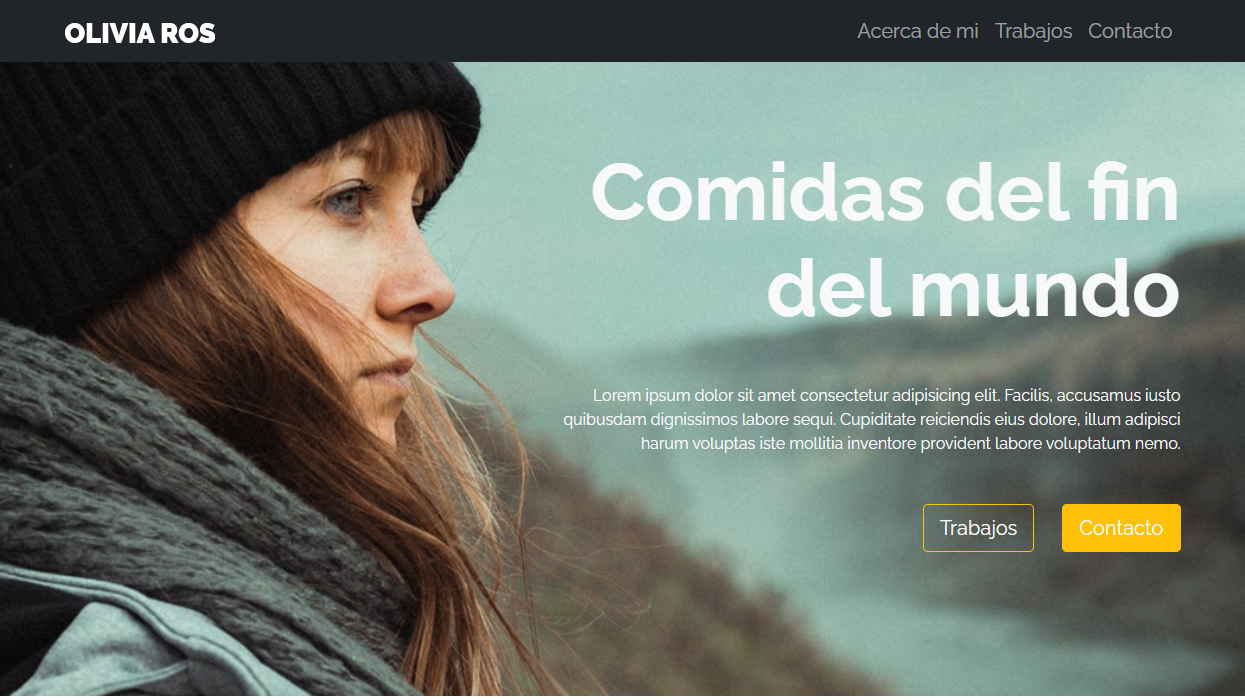 OLIVIA ROS
Acerca de mi Trabajos Contacto
Comidas del fin
del mundo
Lorem ipsum dolor sit amet consectetur adipisicing elit. Facilis, accusamus iusto
quibusdam dignissimos labore sequi. Cupiditate reiciendis eius dolore, illum adipisci
harum voluptas iste mollitia inventore provident labore voluptatum nemo.
Trabajos Contacto